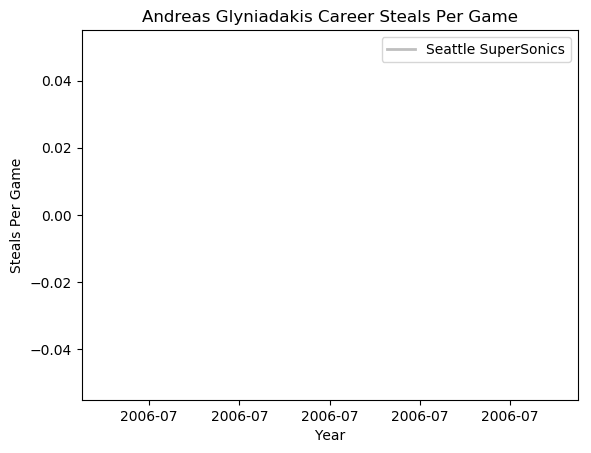 Andreas Glyniadakis Career Steals Per Game
Seattle SuperSonics
Steals Per Game
0.04
0.02
0.00
−0.02
−0.04
2006-07 2006-07 2006-07 2006-07 2006-07
Year